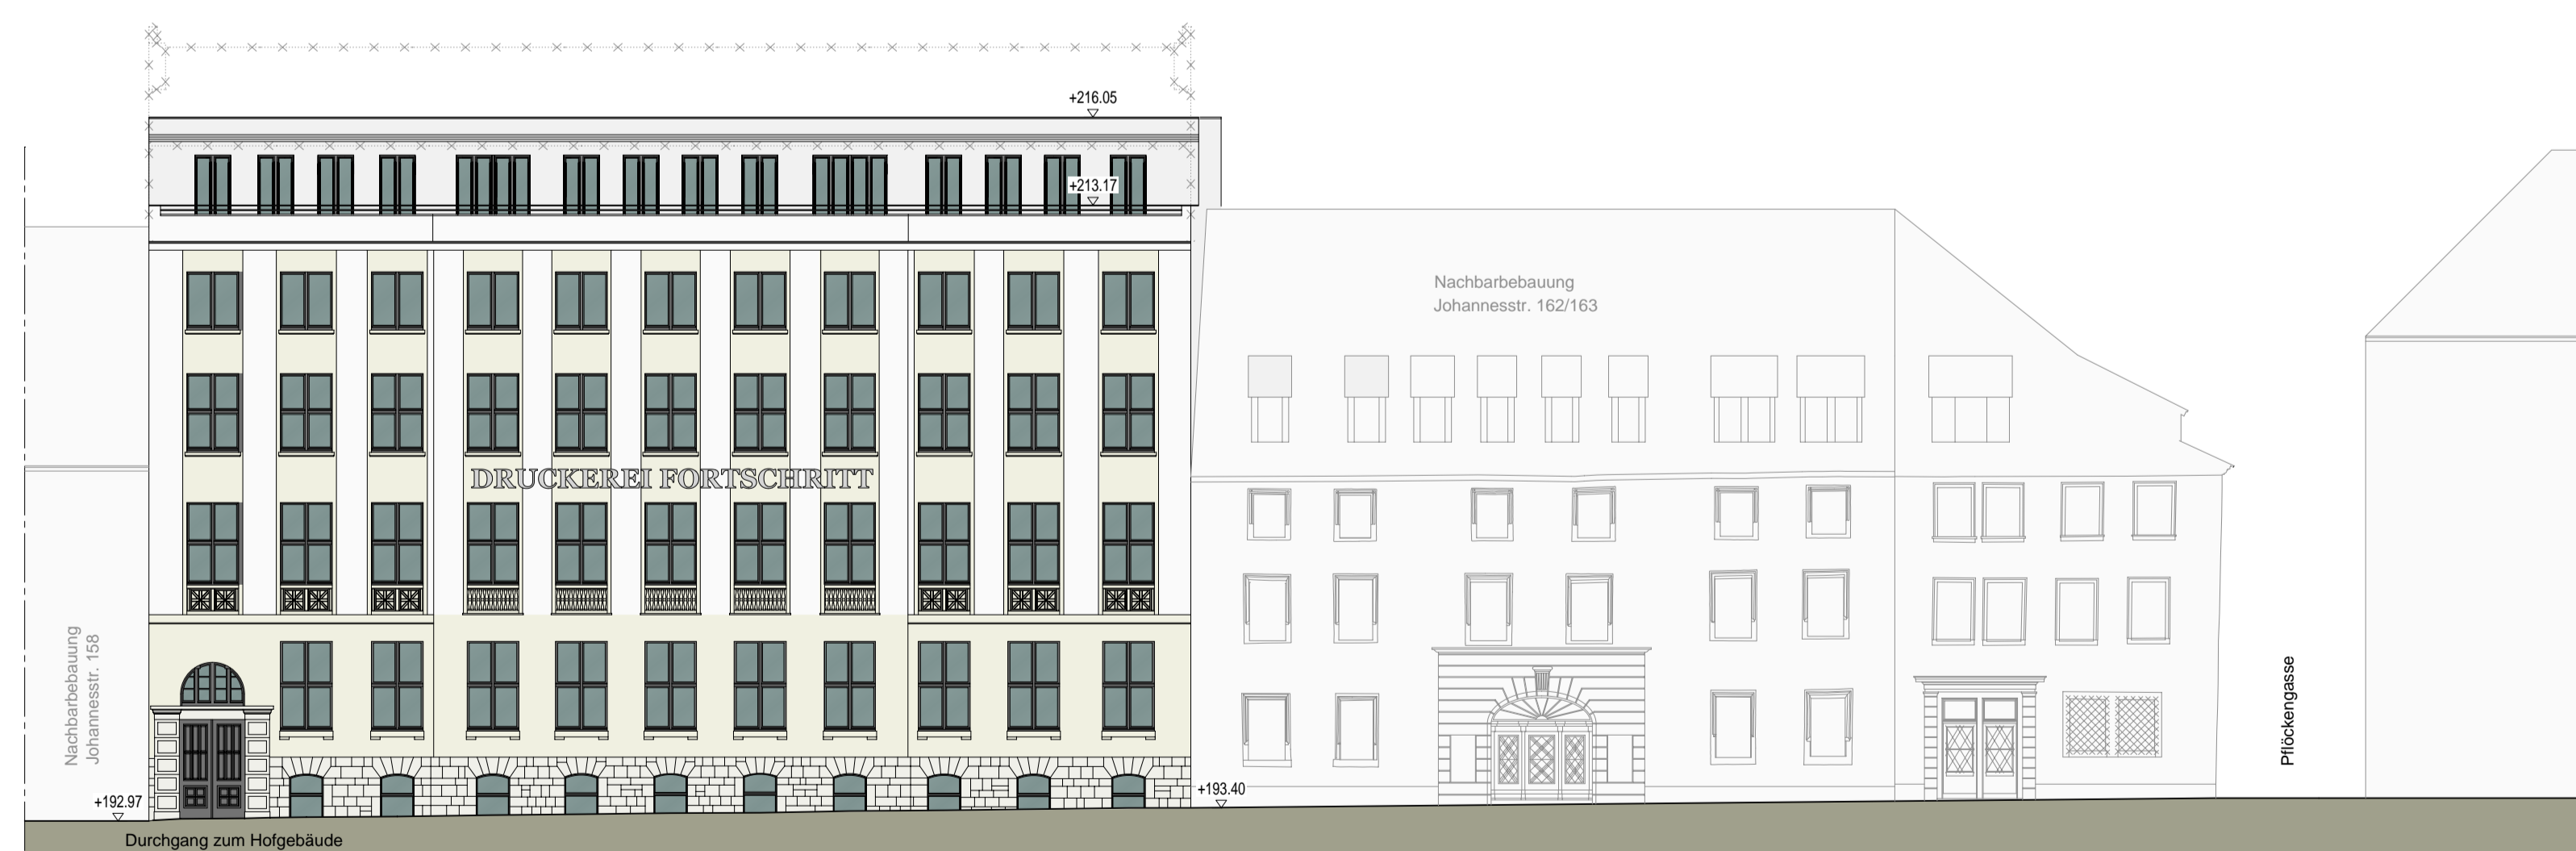 +216.05
+213.17
Nachbarbebauung
Johannesstr. 162/163
DRUCKEREI FORTSCHRITT
Nachbarbebauung
Johannesstr. 158
Pflöckengasse
+193.40
+192.97
Durchgang zum Hofgebäude